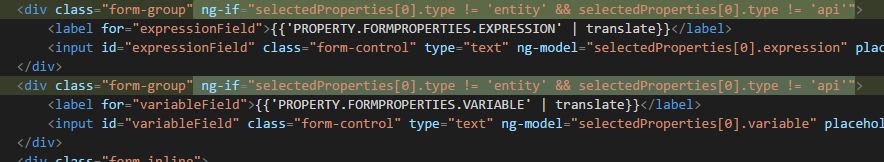 <div class="form-group" ng-if="selectedProperties[0].type != 'entity' && selectedProperties[0].type != 'api'">
<label for="expressionField">{{'PROPERTY.FORMPROPERTIES.EXPRESSION' | translate}}</label>
<input id="expressionField" class="form-control" type="text" ng-model="selectedProperties[0].expression" plac
</div>
<div class="form-group" ng-if="selectedProperties[0].type != 'entity' && selectedProperties[0].type != 'api'">
<label for="variableField">{{'PROPERTY.FORMPROPERTIES.VARIABLE' | translate}}</label>
<input id="variableField" class="form-control" type="text" ng-model="selectedProperties[0].variable" placehol
</div>
<div class="form-inline">